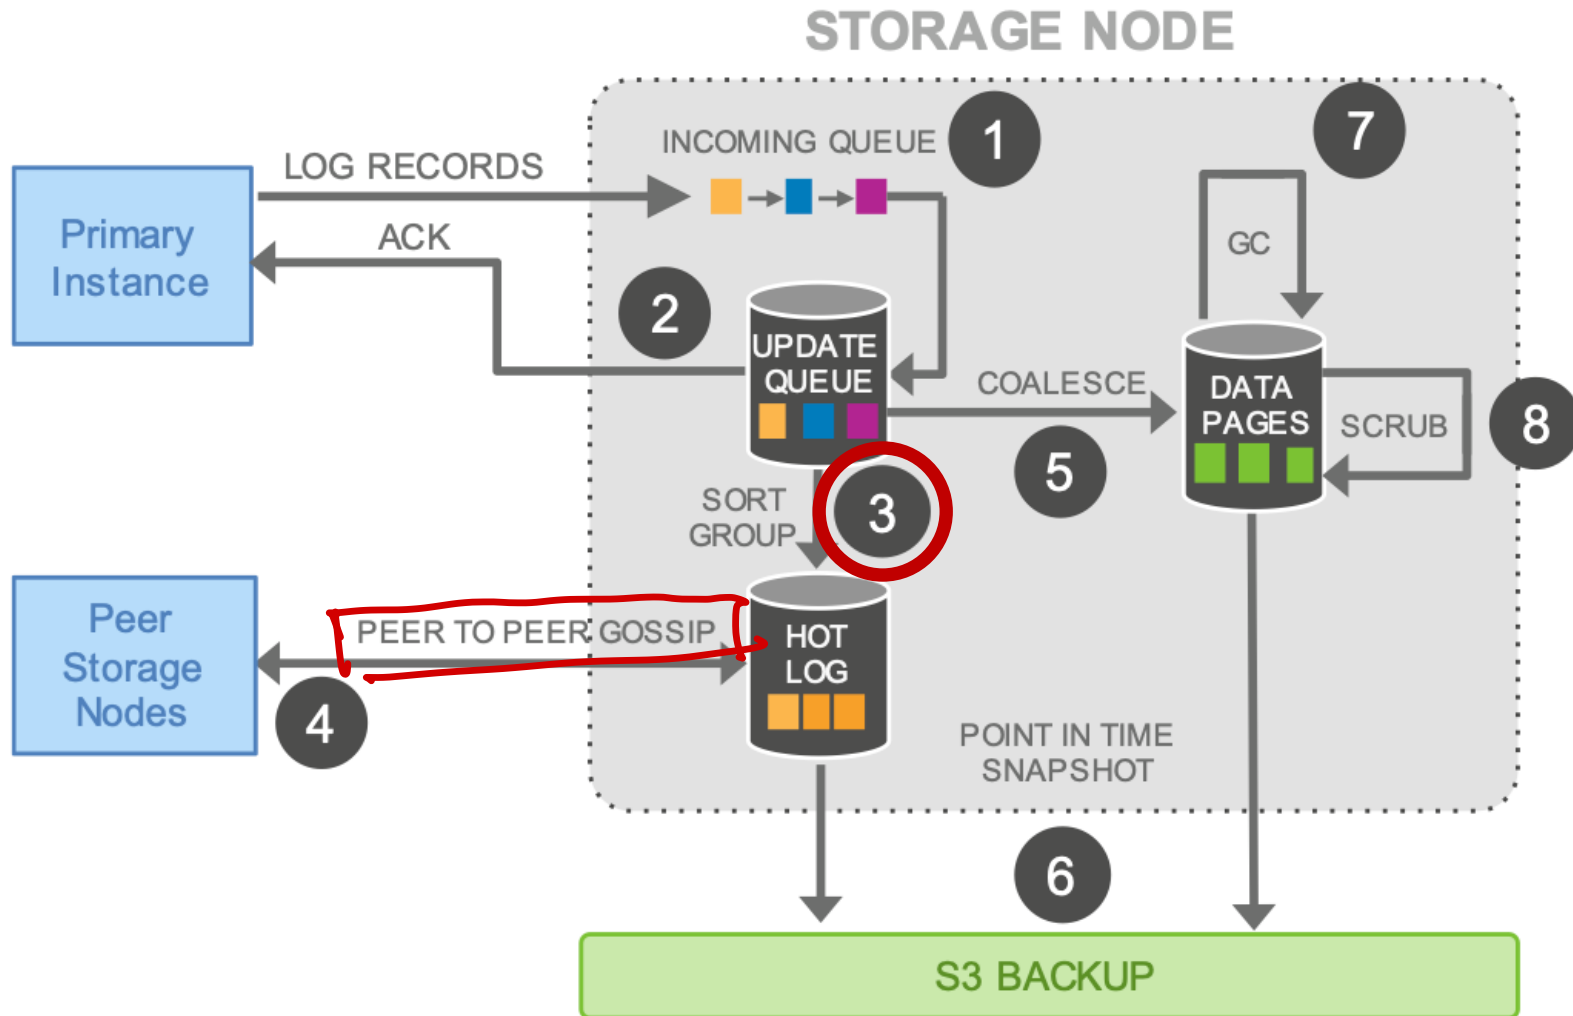 STORAGE NODE
INCOMING QUEUE
1
7
LOG RECORDS
Primary
Instance
ACK
GC
2
UPDATE
QUEUE
COALESCE
5
DATA
PAGES
SCRUB
8
SORT
GROUP
3
Peer
Storage
Nodes
PEER TO PEER GOSSIP
4
HOT
LOG
POINT IN TIME
SNAPSHOT
6
S3 BACKUP